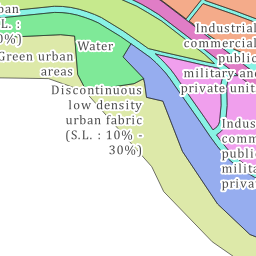 ban
L. :
0%)
Green urban
areas
Water
Discontinuous
low density
urban fabric
(S.L. : 10% -
30%)
Industrial
commercial
public
military and
private unit
Indus
comm
publi
milita
privat